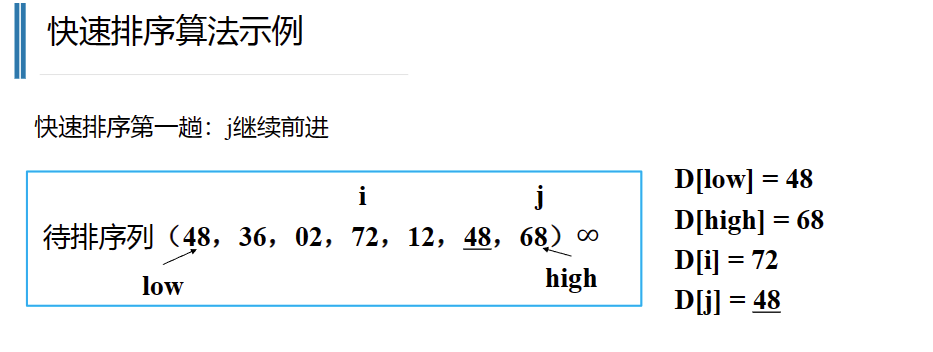 快速排序算法示例
快速排序第一趟：j继续前进
i j
待排序列（48，36，02，72，12，48，68）∞
low high
D[low] = 48
D[high] = 68
D[i] = 72
D[j] = 48